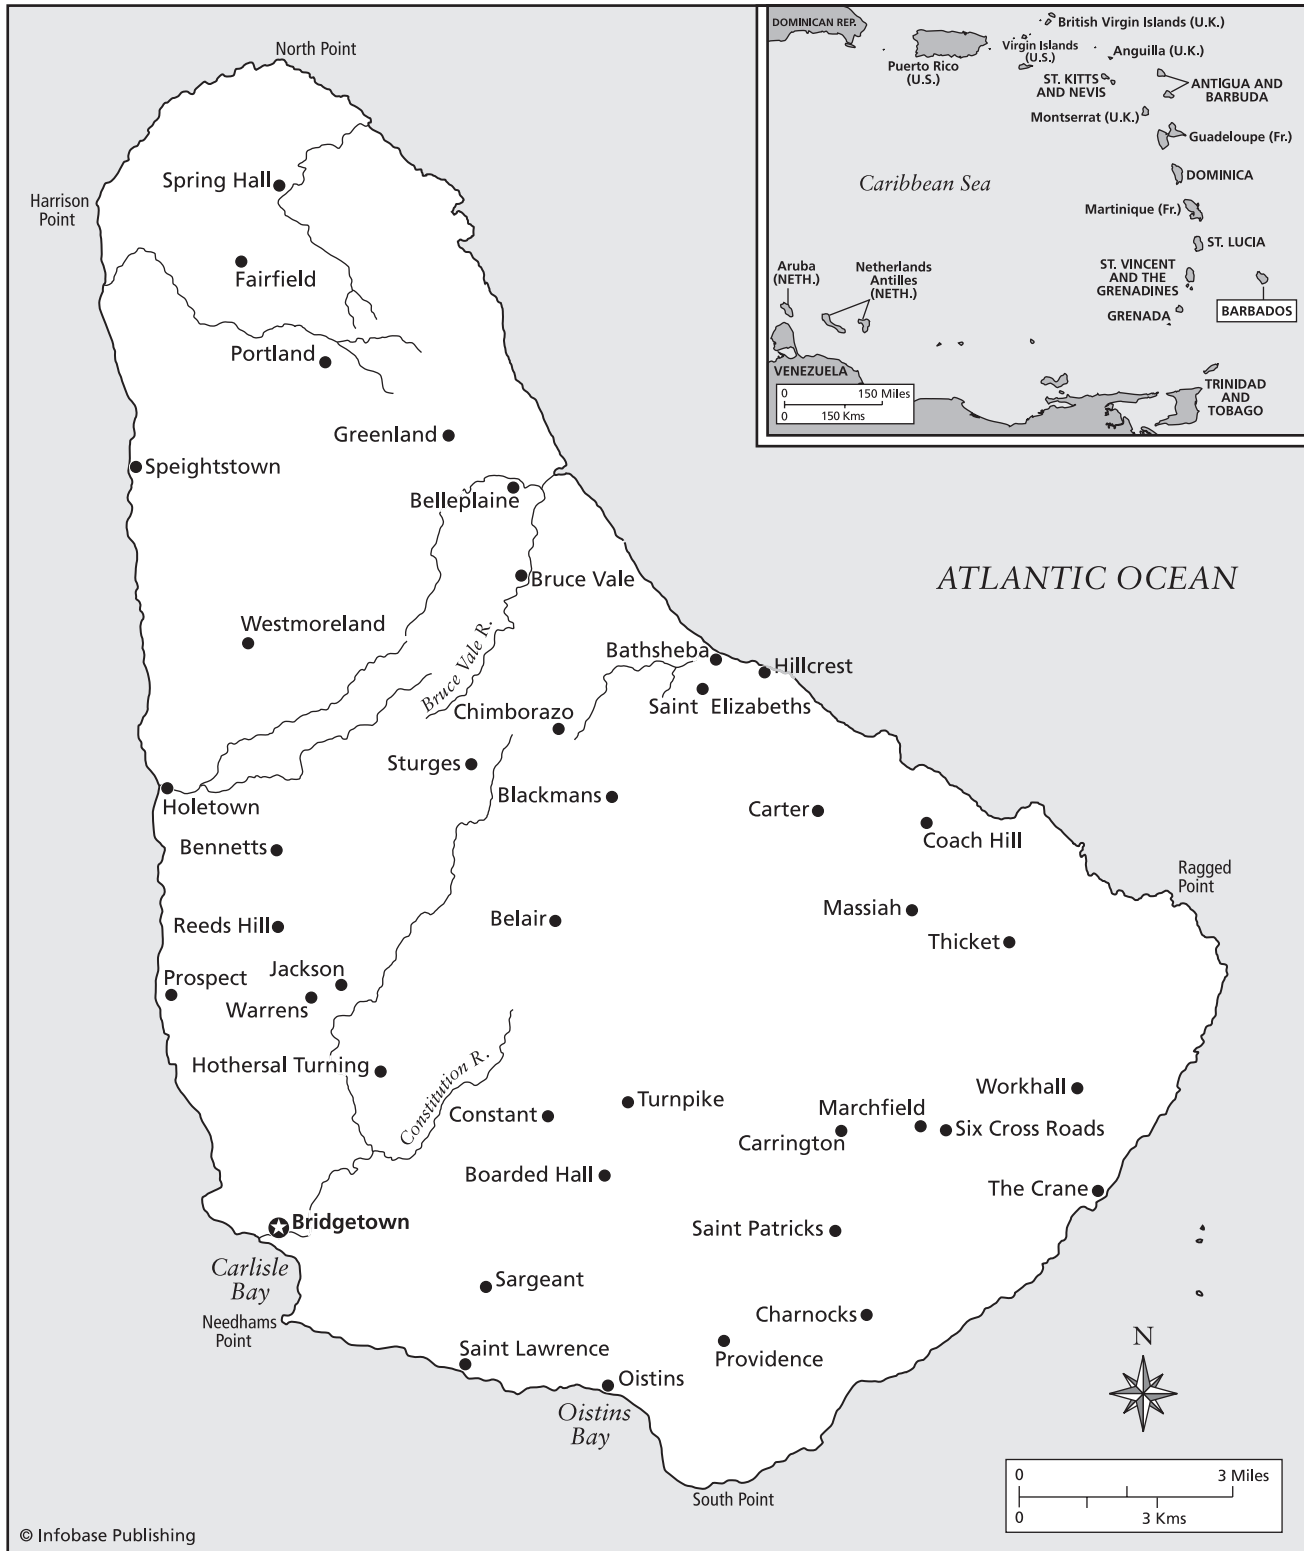 North Point
Spring Hall
Harrison
Point
Fairfield
Portland
Greenland
Speightstown
Belleplaine
Bruce Vale
Westmoreland
Bruce Vale R.
Bathsheba
Hillcrest
Saint Elizabeths
Chimborazo
Sturges
Blackmans
Carter
Holetown
Coach Hill
Bennetts
Ragged
Point
Massiah
Belair
Reeds Hill
Thicket
Jackson
Prospect
Warrens
Hothersal Turning
Constitution R.
Workhall
Turnpike
Marchfield
Constant
Six Cross Roads
Carrington
Boarded Hall
The Crane
Bridgetown
Saint Patricks
Carlisle
Bay
Sargeant
Needhams
Point
Charnocks
Saint Lawrence
Providence
Oistins
Oistins
Bay
South Point
ATLANTIC OCEAN
DOMINICAN REP.
British Virgin Islands (U.K.)
Virgin Islands
(U.S.)
Anguilla (U.K.)
Puerto Rico
(U.S.)
ST. KITTS
AND NEVIS
ANTIGUA AND
BARBUDA
Montserrat (U.K.)
Guadeloupe (Fr.)
DOMINICA
Caribbean Sea
Martinique (Fr.)
ST. LUCIA
Aruba
(NETH.)
Netherlands
Antilles
(NETH.)
ST. VINCENT
AND THE
GRENADINES
GRENADA
BARBADOS
VENEZUELA
TRINIDAD
AND
TOBAGO
0 150 Miles
0 150 Kms
N
0 3 Miles
0 3 Kms
© Infobase Publishing